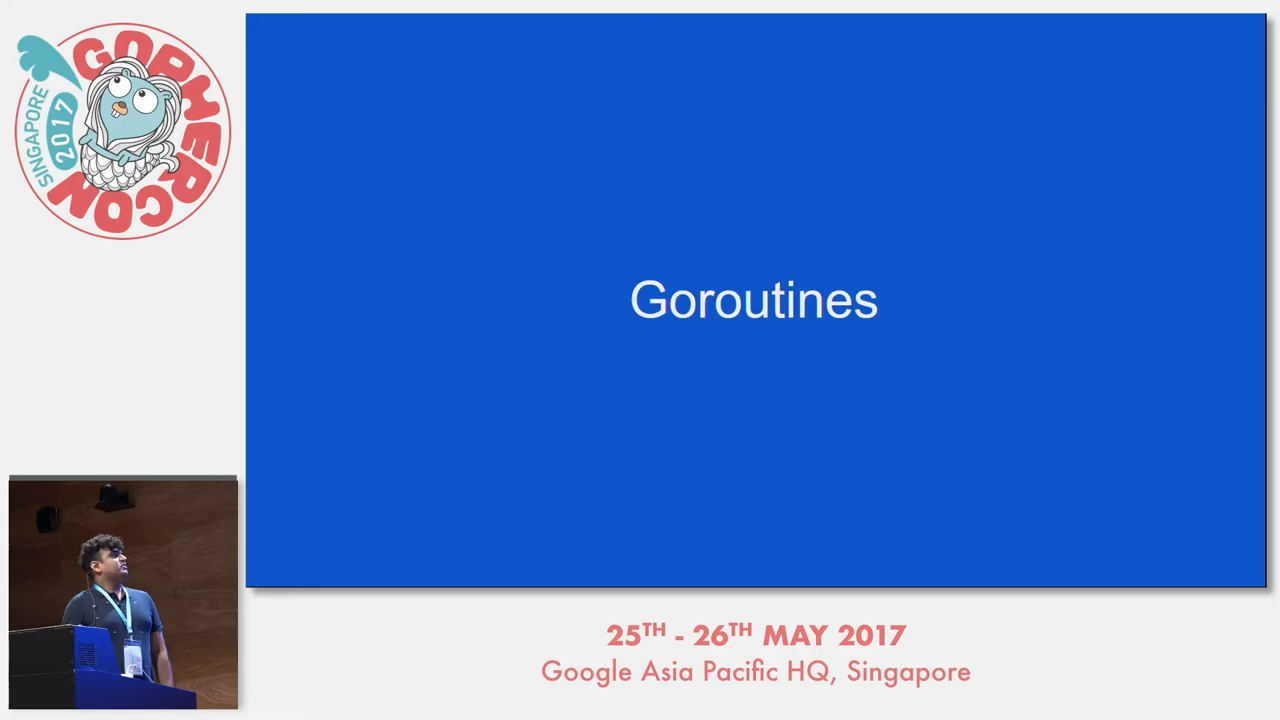 GOPHERCON
SINGAPORE
2017
Goroutines
25TH - 26TH MAY 2017
Google Asia Pacific HQ, Singapore